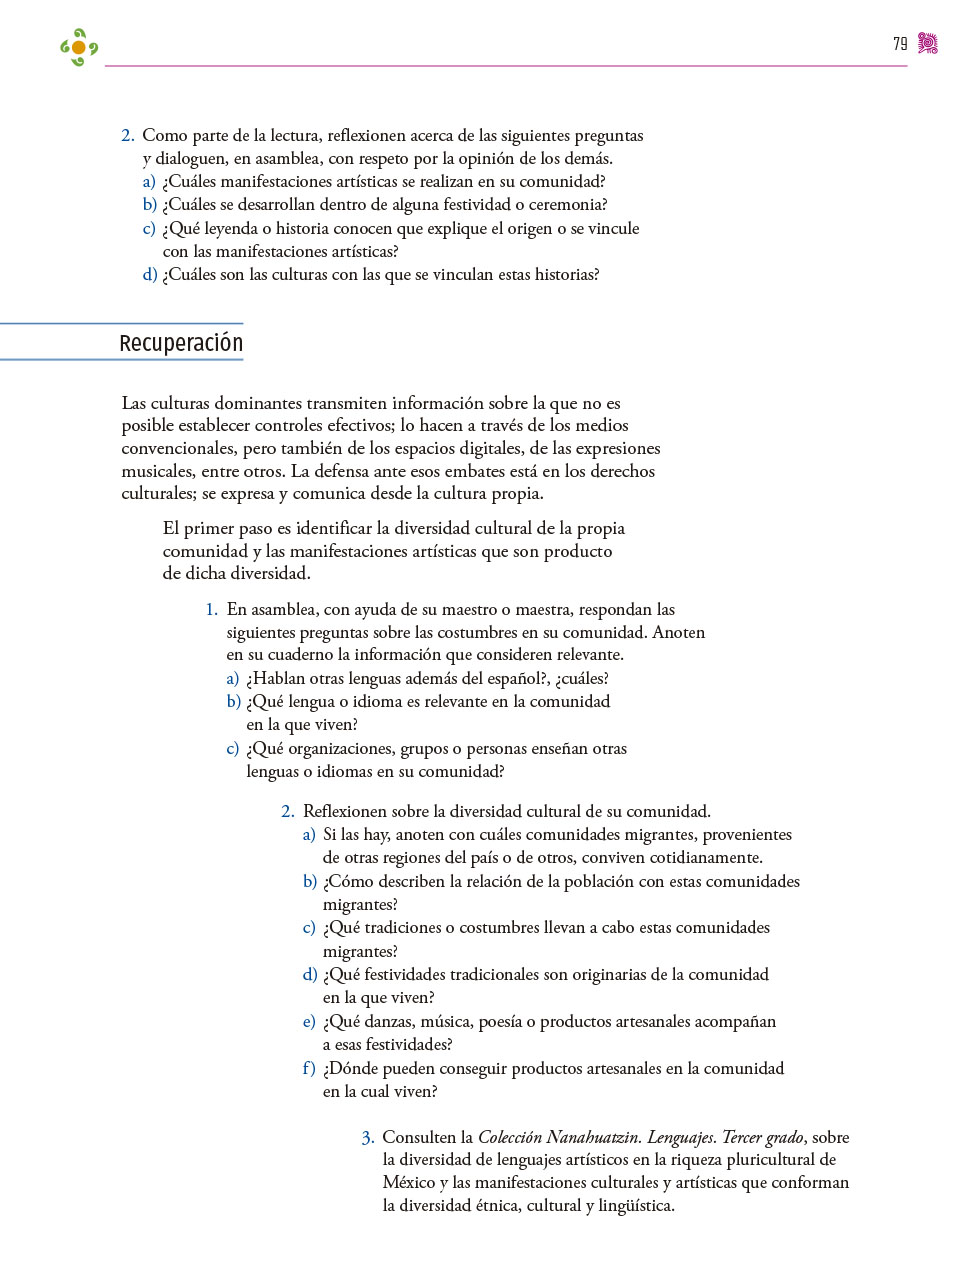 79
2. Como parte de la lectura, reflexionen acerca de las siguientes preguntas
y dialoguen, en asamblea, con respeto por la opinión de los demás.
a) ¿Cuáles manifestaciones artísticas se realizan en su comunidad?
b) ¿Cuáles se desarrollan dentro de alguna festividad o ceremonia?
c) ¿Qué leyenda o historia conocen que explique el origen o se vincule
con las manifestaciones artísticas?
d) ¿Cuáles son las culturas con las que se vinculan estas historias?
Recuperación
Las culturas dominantes transmiten información sobre la que no es
posible establecer controles efectivos; lo hacen a través de los medios
convencionales, pero también de los espacios digitales, de las expresiones
musicales, entre otros. La defensa ante esos embates está en los derechos
culturales; se expresa y comunica desde la cultura propia.
El primer paso es identificar la diversidad cultural de la propia
comunidad y las manifestaciones artísticas que son producto
de dicha diversidad.
1. En asamblea, con ayuda de su maestro o maestra, respondan las
siguientes preguntas sobre las costumbres en su comunidad. Anoten
en su cuaderno la información que consideren relevante.
a) ¿Hablan otras lenguas además del español?, ¿cuáles?
b) ¿Qué lengua o idioma es relevante en la comunidad
en la que viven?
c) ¿Qué organizaciones, grupos o personas enseñan otras
lenguas o idiomas en su comunidad?
2. Reflexionen sobre la diversidad cultural de su comunidad.
a) Si las hay, anoten con cuáles comunidades migrantes, provenientes
de otras regiones del país o de otros, conviven cotidianamente.
b) ¿Cómo describen la relación de la población con estas comunidades
migrantes?
c) ¿Qué tradiciones o costumbres llevan a cabo estas comunidades
migrantes?
d) ¿Qué festividades tradicionales son originarias de la comunidad
en la que viven?
e) ¿Qué danzas, música, poesía o productos artesanales acompañan
a esas festividades?
f) ¿Dónde pueden conseguir productos artesanales en la comunidad
en la cual viven?
3. Consulten la Colección Nanahuatzin. Lenguajes. Tercer grado, sobre
la diversidad de lenguajes artísticos en la riqueza pluricultural de
México y las manifestaciones culturales y artísticas que conforman
la diversidad étnica, cultural y lingüística.